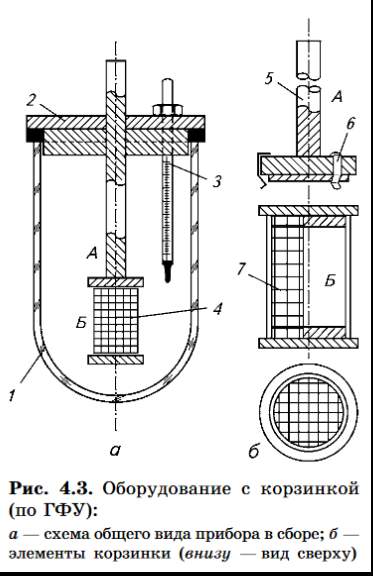 2
3
А
Б
4
1
а
5
А
6
7
Б
б
Рис. 4.3. Оборудование с корзинкой
(по ГФУ):
а — схема общего вида прибора в сборе; б —
элементы корзинки (внизу — вид сверху)